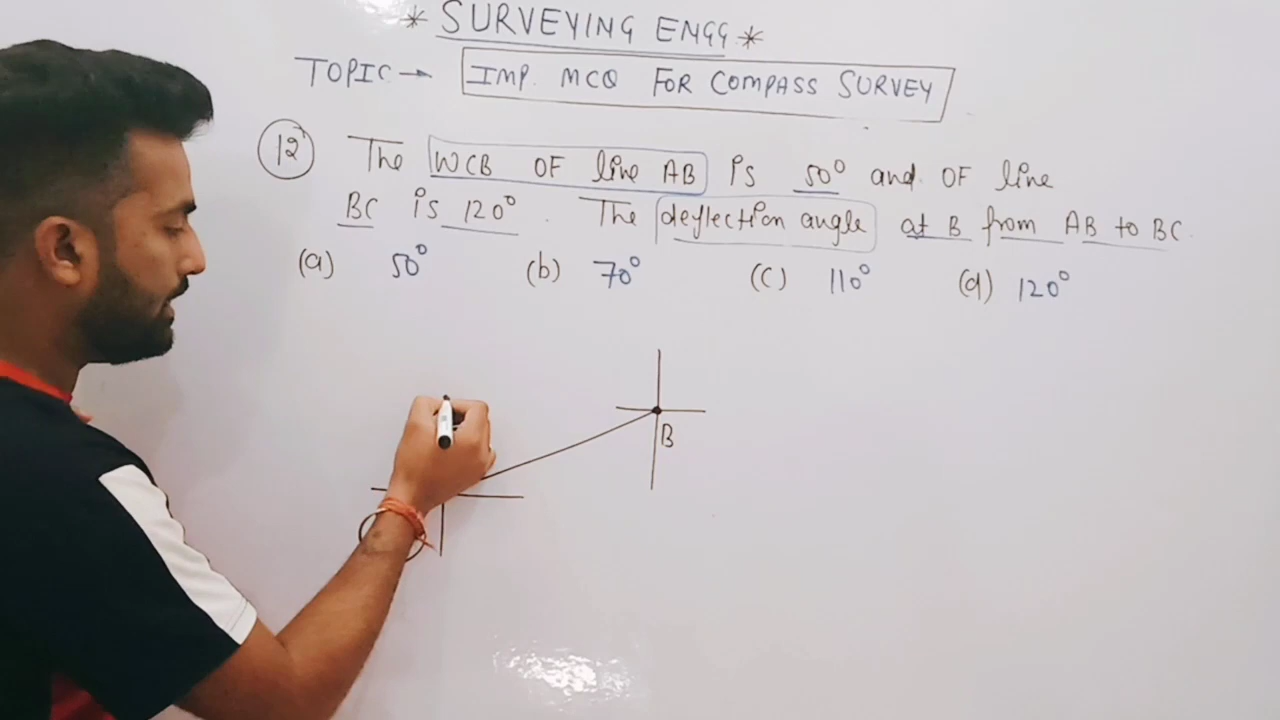 * SURVEYING ENGG *
TOPIC → IMP. MCQ FOR COMPASS SURVEY
12 The WCB OF line AB is 50° and OF line
BC is 120°. The deflection angle at B from AB to BC.
(a) 50° (b) 70° (c) 110° (d) 120°
B